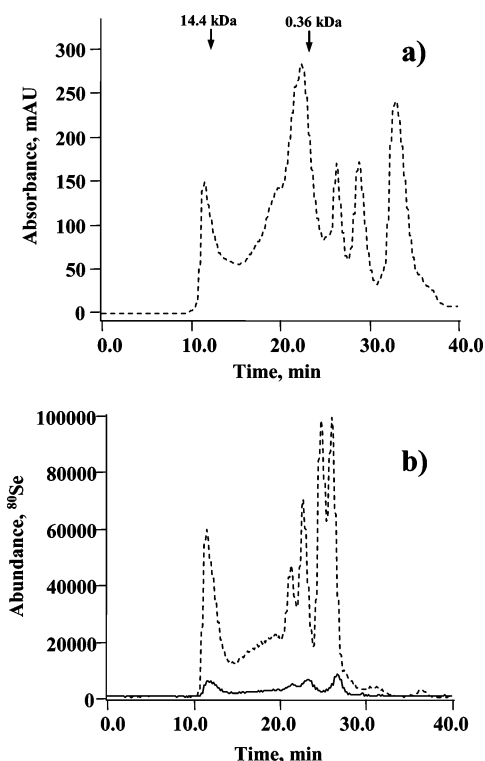 14.4 kDa 0.36 kDa
a)
300
250
200
150
100
50
0
Absorbance, mAU
0.0 10.0 20.0 30.0 40.0
Time, min
b)
100000
80000
60000
40000
20000
0
Abundance, ⁸⁰Se
0.0 10.0 20.0 30.0 40.0
Time, min